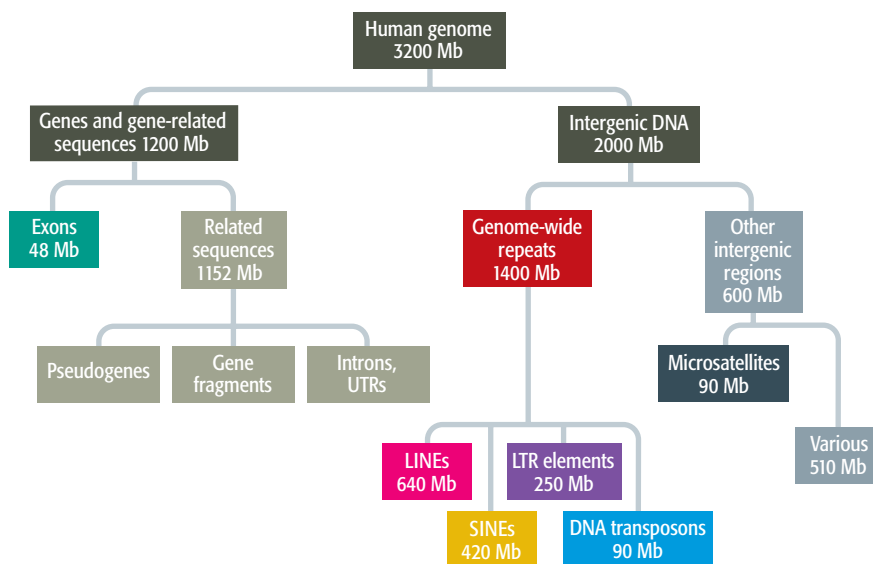 Human genome
3200 Mb
Genes and gene-related
sequences 1200 Mb
Intergenic DNA
2000 Mb
Exons
48 Mb
Related
sequences
1152 Mb
Genome-wide
repeats
1400 Mb
Other
intergenic
regions
600 Mb
Pseudogenes
Gene
fragments
Introns,
UTRs
Microsatellites
90 Mb
LINEs
640 Mb
LTR elements
250 Mb
Various
510 Mb
SINEs
420 Mb
DNA transposons
90 Mb